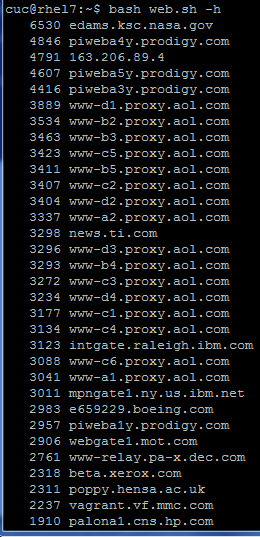 cuc@rhel7:~$ bash web.sh -h
6530 edams.ksc.nasa.gov
4846 piweba4y.prodigy.com
4791 163.206.89.4
4607 piweba5y.prodigy.com
4416 piweba3y.prodigy.com
3889 www-d1.proxy.aol.com
3534 www-b2.proxy.aol.com
3463 www-b3.proxy.aol.com
3423 www-c5.proxy.aol.com
3411 www-b5.proxy.aol.com
3407 www-c2.proxy.aol.com
3404 www-d2.proxy.aol.com
3337 www-a2.proxy.aol.com
3298 news.ti.com
3296 www-d3.proxy.aol.com
3293 www-b4.proxy.aol.com
3272 www-c3.proxy.aol.com
3234 www-d4.proxy.aol.com
3177 www-c1.proxy.aol.com
3134 www-c4.proxy.aol.com
3123 intgate.raleigh.ibm.com
3088 www-c6.proxy.aol.com
3041 www-a1.proxy.aol.com
3011 mpngate1.ny.us.ibm.net
2983 e659229.boeing.com
2957 piweba1y.prodigy.com
2906 webgate1.mot.com
2761 www-relay.pa-x.dec.com
2318 beta.xerox.com
2311 poppy.hensa.ac.uk
2237 vagrant.vf.mmc.com
1910 palona1.cns.hp.com